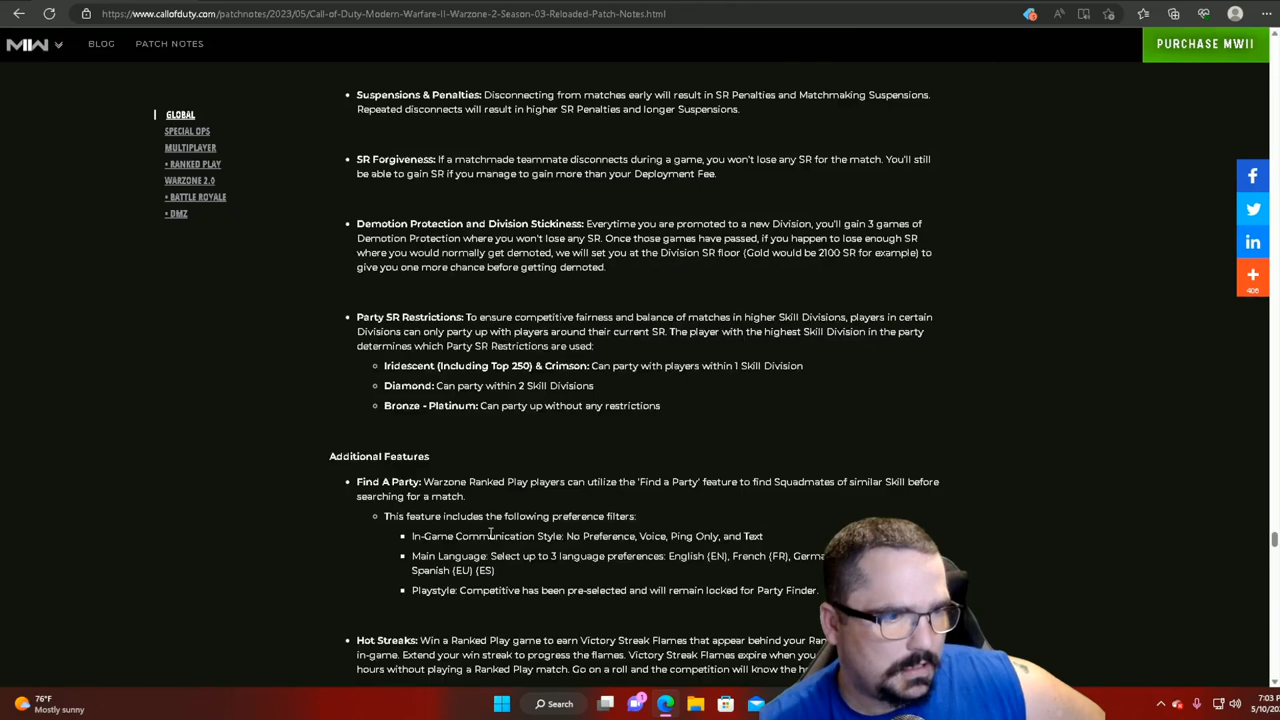 https://www.callofduty.com/patchnotes/2023/05/Call-of-Duty-Modern-Warfare-II-Warzone-2-Season-03-Reloaded-Patch-Notes.html
MW BLOG PATCH NOTES PURCHASE MWII
GLOBAL
SPECIAL OPS
MULTIPLAYER
• RANKED PLAY
WARZONE 2.0
• BATTLE ROYALE
• DMZ
• Suspensions & Penalties: Disconnecting from matches early will result in SR Penalties and Matchmaking Suspensions.
Repeated disconnects will result in higher SR Penalties and longer Suspensions.
• SR Forgiveness: If a matchmade teammate disconnects during a game, you won't lose any SR for the match. You'll still
be able to gain SR if you manage to gain more than your Deployment Fee.
• Demotion Protection and Division Stickiness: Everytime you are promoted to a new Division, you'll gain 3 games of
Demotion Protection where you won't lose any SR. Once those games have passed, if you happen to lose enough SR
where you would normally get demoted, we will set you at the Division SR floor (Gold would be 2100 SR for example) to
give you one more chance before getting demoted.
• Party SR Restrictions: To ensure competitive fairness and balance of matches in higher Skill Divisions, players in certain
Divisions can only party up with players around their current SR. The player with the highest Skill Division in the party
determines which Party SR Restrictions are used:
Iridescent (Including Top 250) & Crimson: Can party with players within 1 Skill Division
Diamond: Can party within 2 Skill Divisions
Bronze - Platinum: Can party up without any restrictions
Additional Features
• Find A Party: Warzone Ranked Play players can utilize the 'Find a Party' feature to find Squadmates of similar Skill before
searching for a match.
This feature includes the following preference filters:
In-Game Communication Style: No Preference, Voice, Ping Only, and Text
Main Language: Select up to 3 language preferences: English {EN}, French {FR}, Germa
Spanish {EU} {ES}
Playstyle: Competitive has been pre-selected and will remain locked for Party Finder.
• Hot Streaks: Win a Ranked Play game to earn Victory Streak Flames that appear behind your Ran
in-game. Extend your win streak to progress the flames. Victory Streak Flames expire when you
hours without playing a Ranked Play match. Go on a roll and the competition will know the h
406
76°F
Mostly sunny
Search
7:03
5/10/202